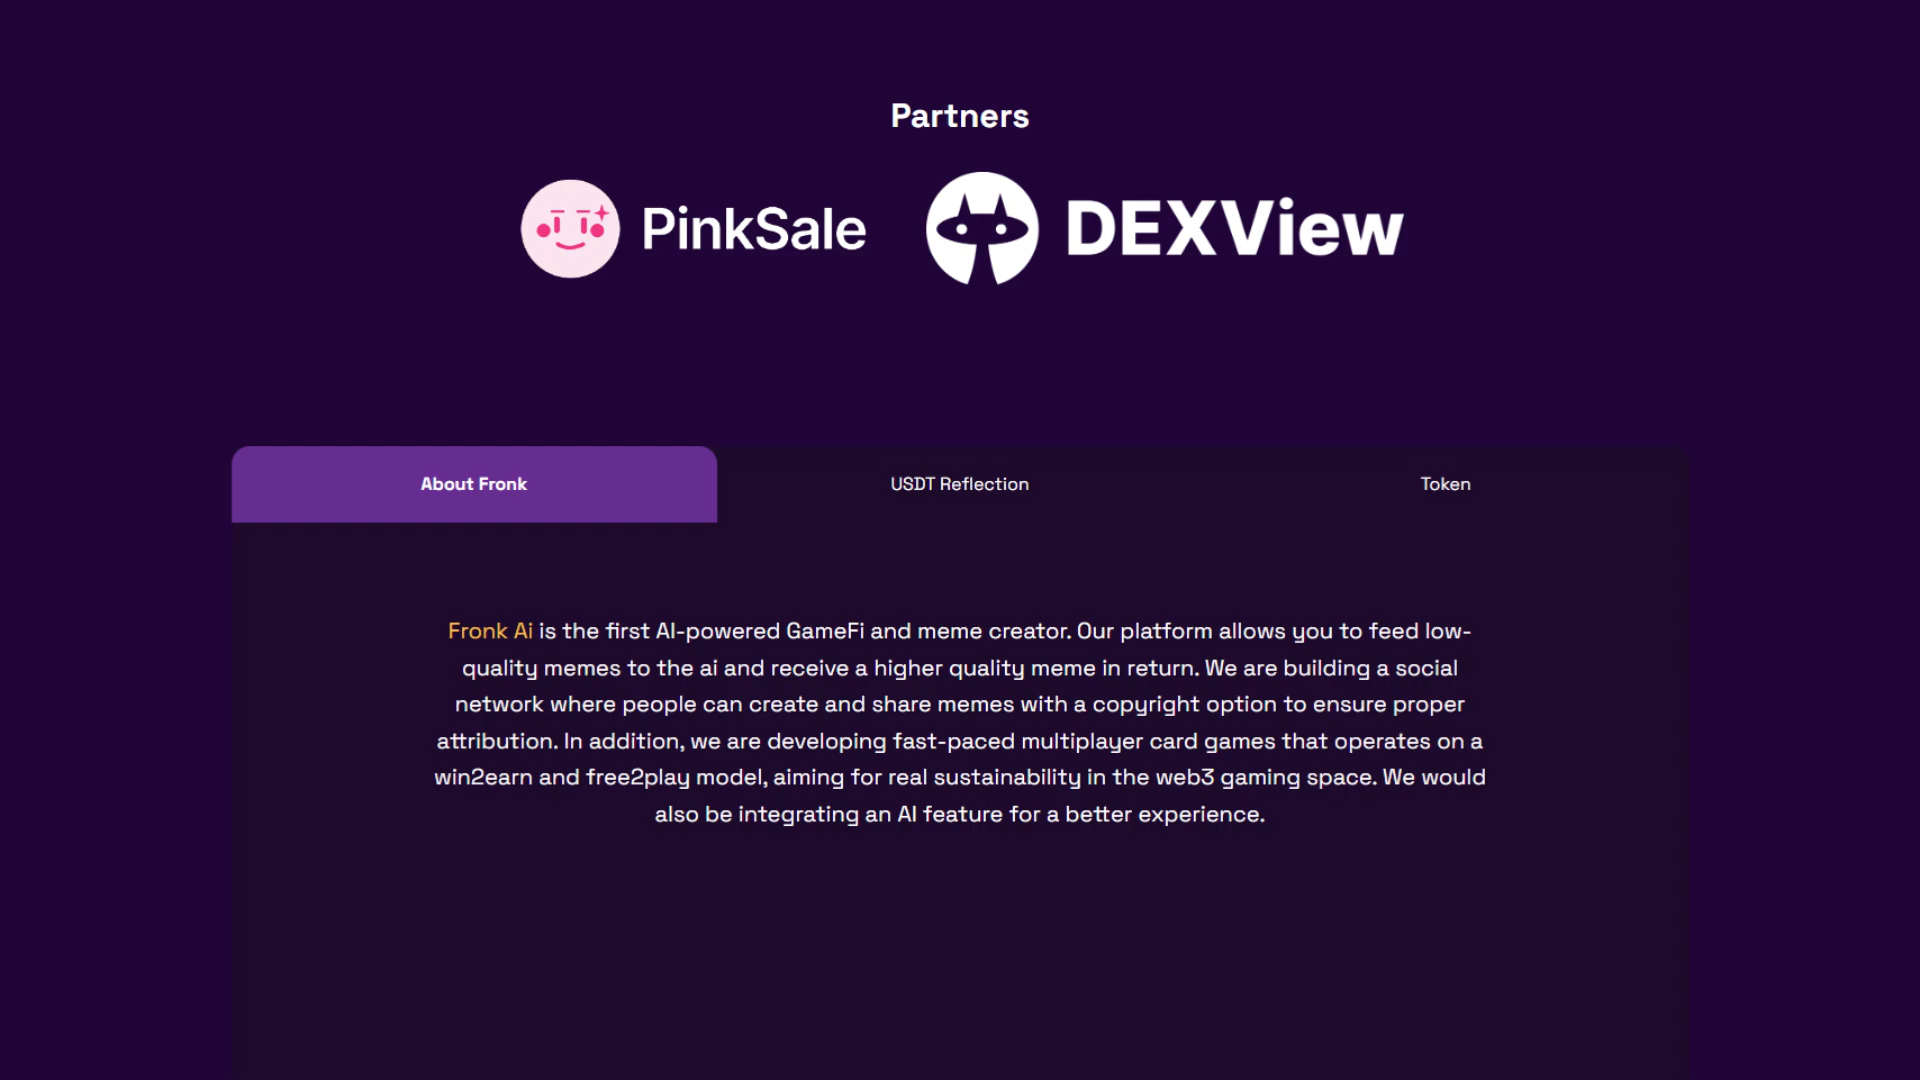 Partners
PinkSale
DEXView
About Fronk
USDT Reflection
Token
Fronk Ai is the first AI-powered GameFi and meme creator. Our platform allows you to feed low-
quality memes to the ai and receive a higher quality meme in return. We are building a social
network where people can create and share memes with a copyright option to ensure proper
attribution. In addition, we are developing fast-paced multiplayer card games that operates on a
win2earn and free2play model, aiming for real sustainability in the web3 gaming space. We would
also be integrating an AI feature for a better experience.